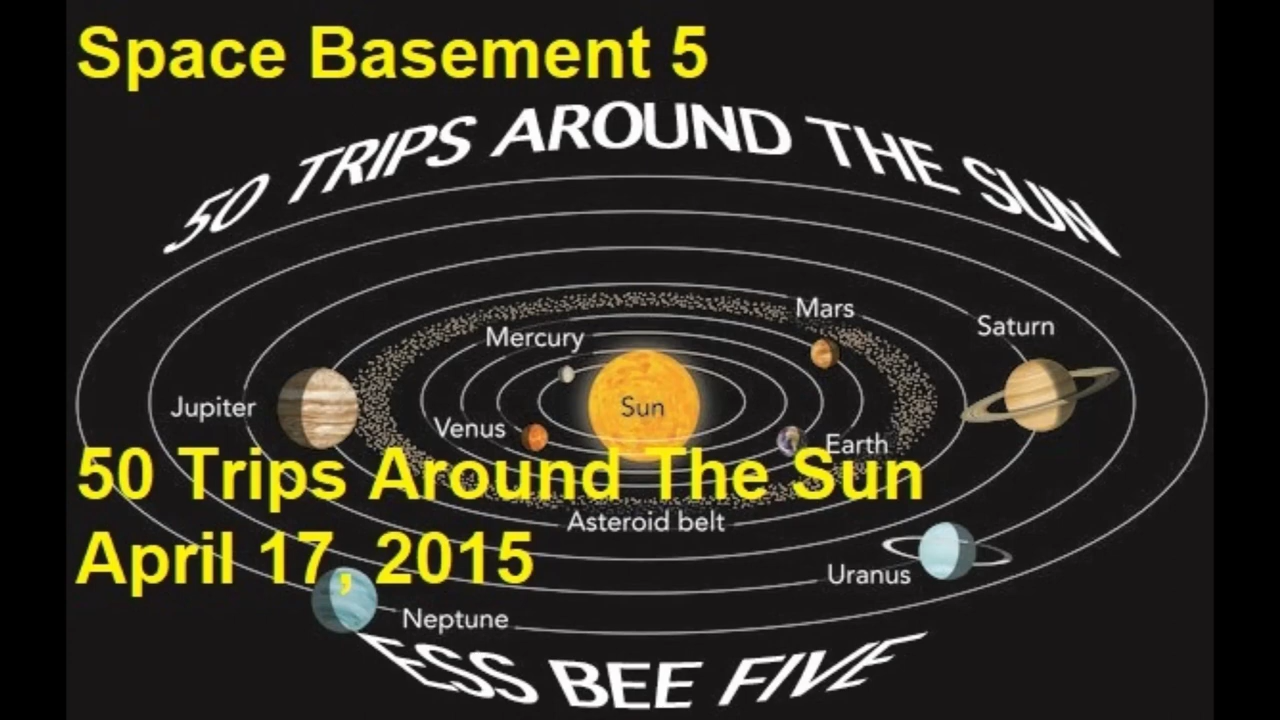 Space Basement 5
50 TRIPS AROUND THE SUN
Mars
Saturn
Mercury
Jupiter
Sun
Venus
Earth
50 Trips Around The Sun
Asteroid belt
April 17, 2015
Uranus
Neptune
ESS BEE FIVE